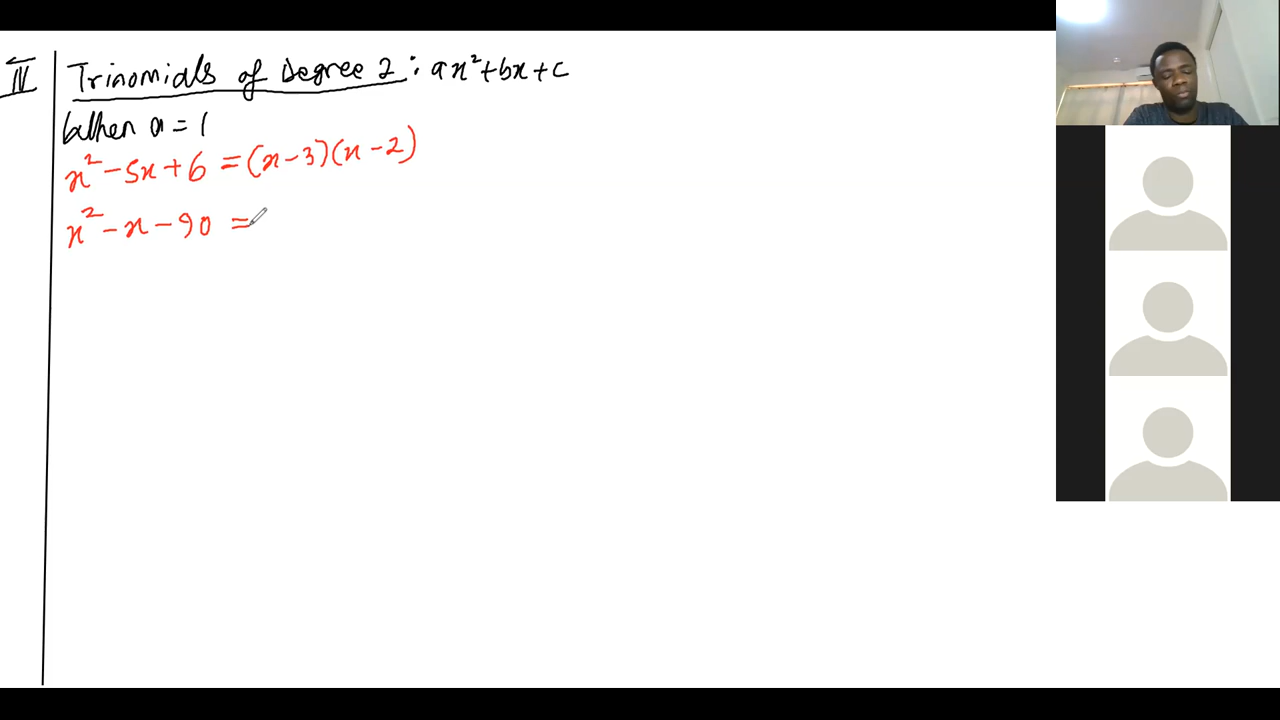 IV Trinomials of Degree 2 : ax²+bx+c
When a = 1
x² - 5x + 6 = (x - 3)(x - 2)
x² - x - 90 =